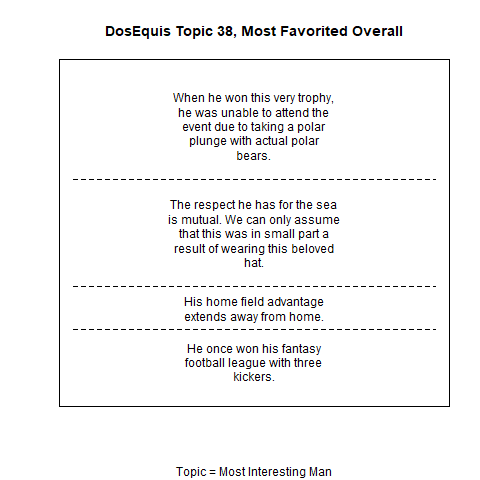 DosEquis Topic 38, Most Favorited Overall
When he won this very trophy,
he was unable to attend the
event due to taking a polar
plunge with actual polar
bears.
The respect he has for the sea
is mutual. We can only assume
that this was in small part a
result of wearing this beloved
hat.
His home field advantage
extends away from home.
He once won his fantasy
football league with three
kickers.
Topic = Most Interesting Man